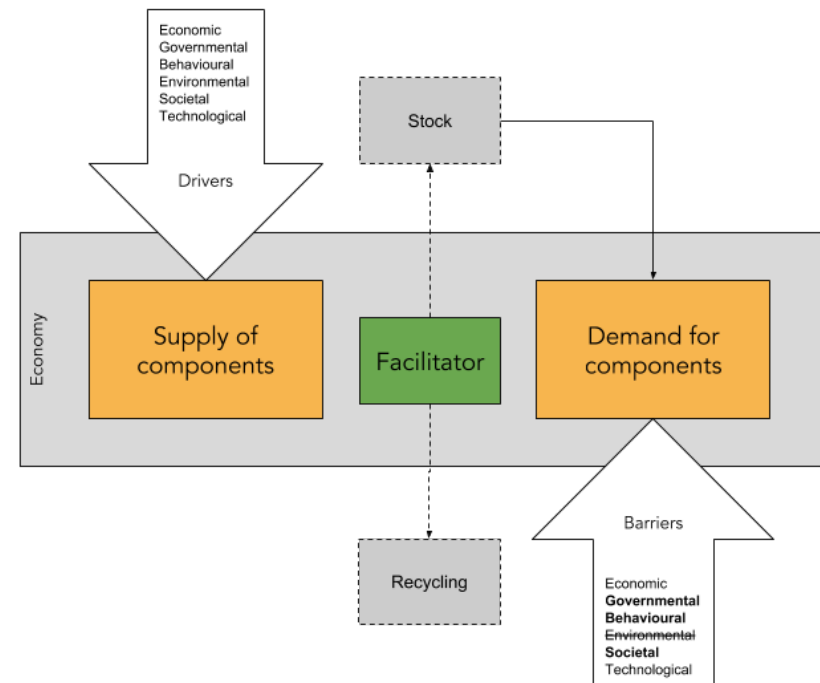 Economic
Governmental
Behavioural
Environmental
Societal
Technological
Drivers
Stock
Economy
Supply of
components
Facilitator
Demand for
components
Recycling
Barriers
Economic
Governmental
Behavioural
Environmental
Societal
Technological